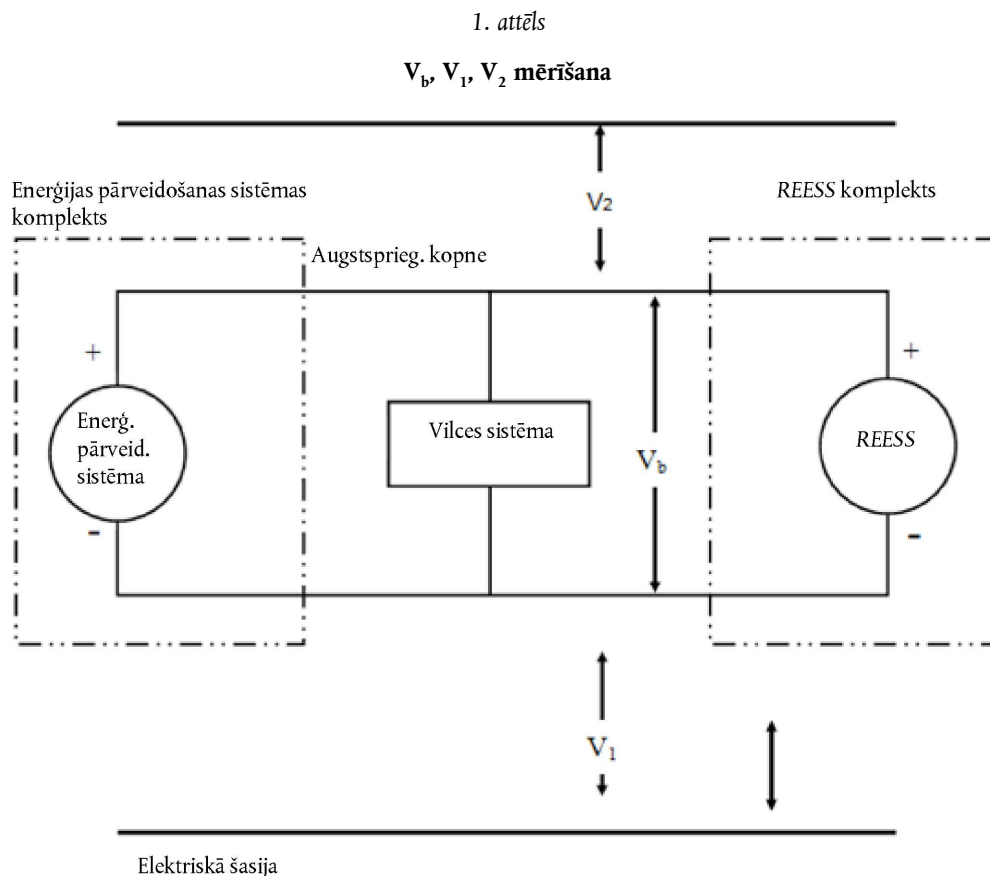 1. attēls
V_b, V_1, V_2 mērīšana
Enerģijas pārveidošanas sistēmas
komplekts
V2
REESS komplekts
Augstsprieg. kopne
+
+
Enerģ.
pārveid.
sistēma
Vilces sistēma
REESS
V_b
-
-
V_1
Elektriskā šasija